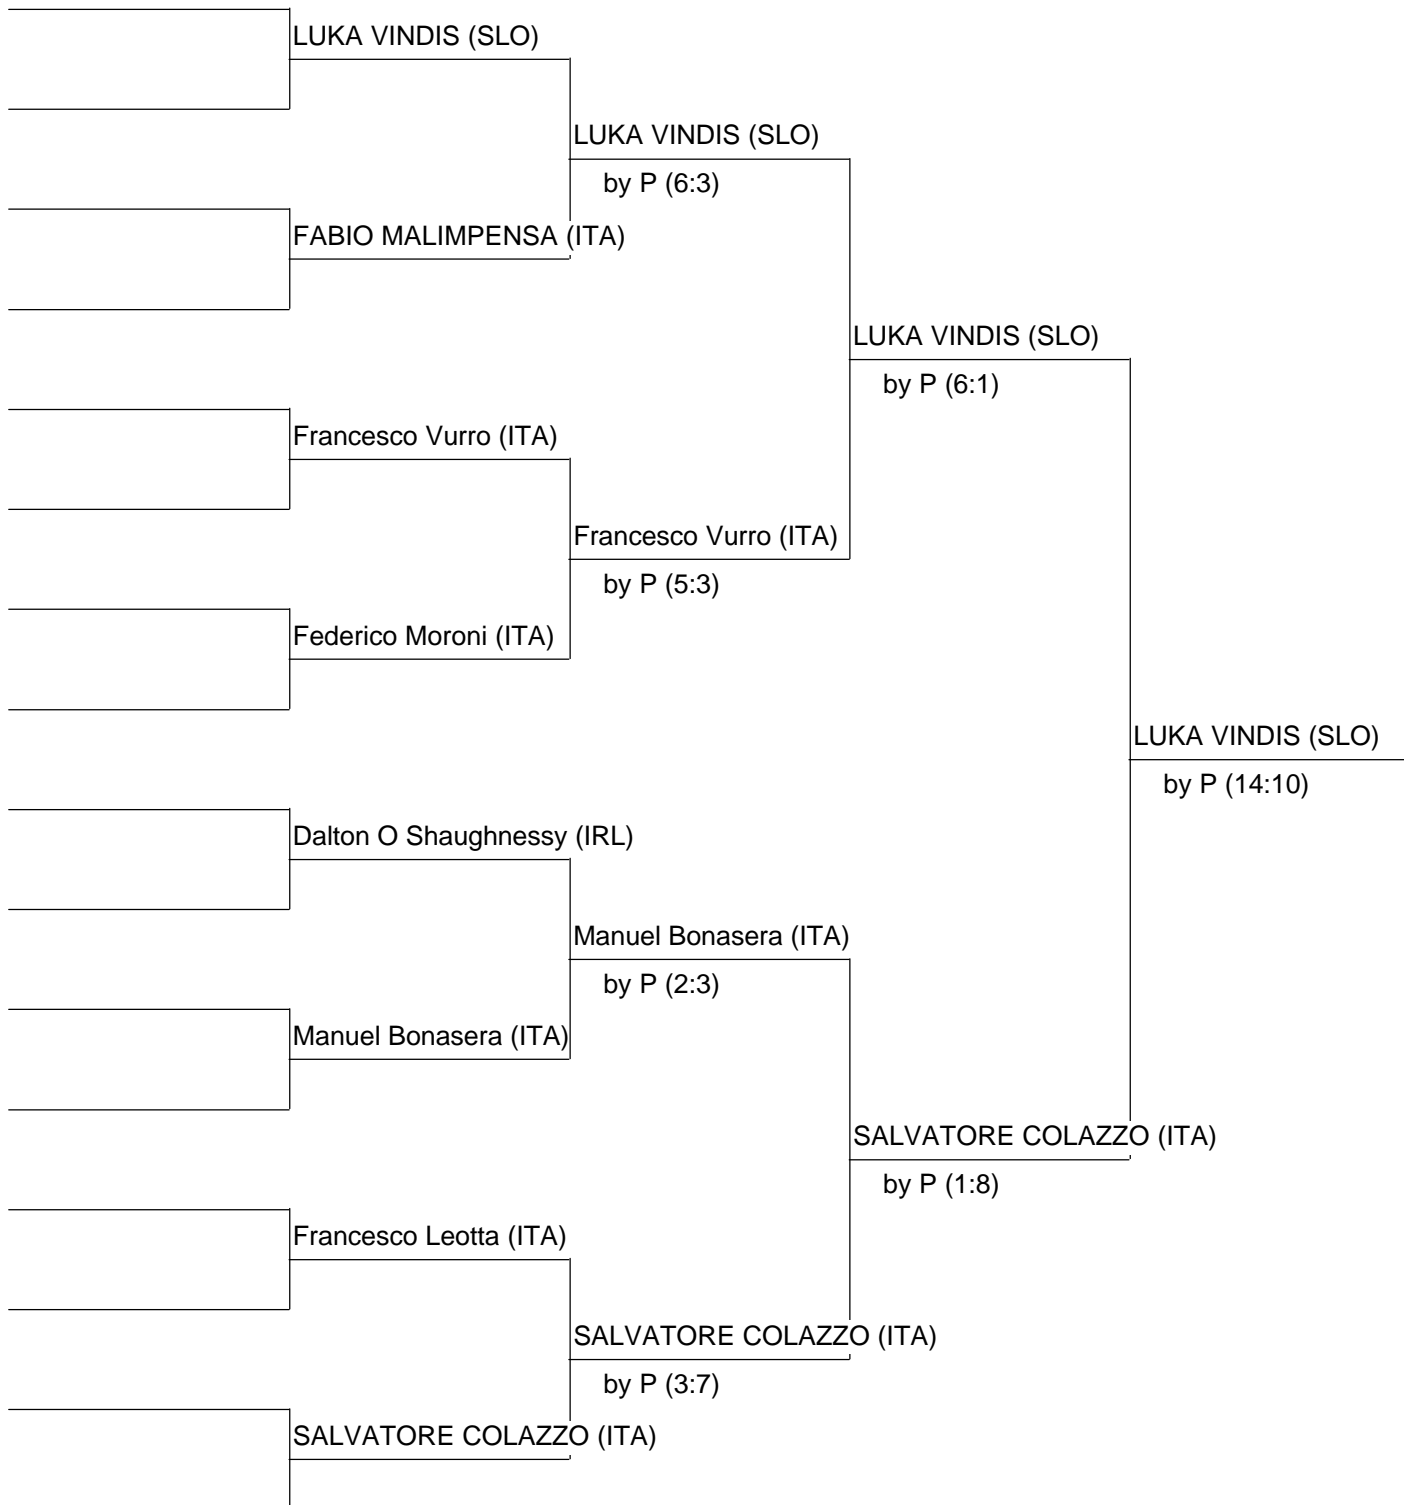 LUKA VINDIS (SLO)
LUKA VINDIS (SLO)
by P (6:3)
FABIO MALIMPENSA (ITA)
LUKA VINDIS (SLO)
by P (6:1)
Francesco Vurro (ITA)
Francesco Vurro (ITA)
by P (5:3)
Federico Moroni (ITA)
LUKA VINDIS (SLO)
by P (14:10)
Dalton O Shaughnessy (IRL)
Manuel Bonasera (ITA)
by P (2:3)
Manuel Bonasera (ITA)
SALVATORE COLAZZO (ITA)
by P (1:8)
Francesco Leotta (ITA)
SALVATORE COLAZZO (ITA)
by P (3:7)
SALVATORE COLAZZO (ITA)